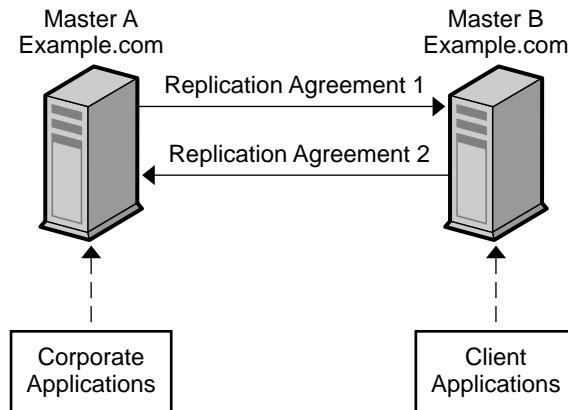 Master A
Example.com
Master B
Example.com
Replication Agreement 1
Replication Agreement 2
Corporate
Applications
Client
Applications